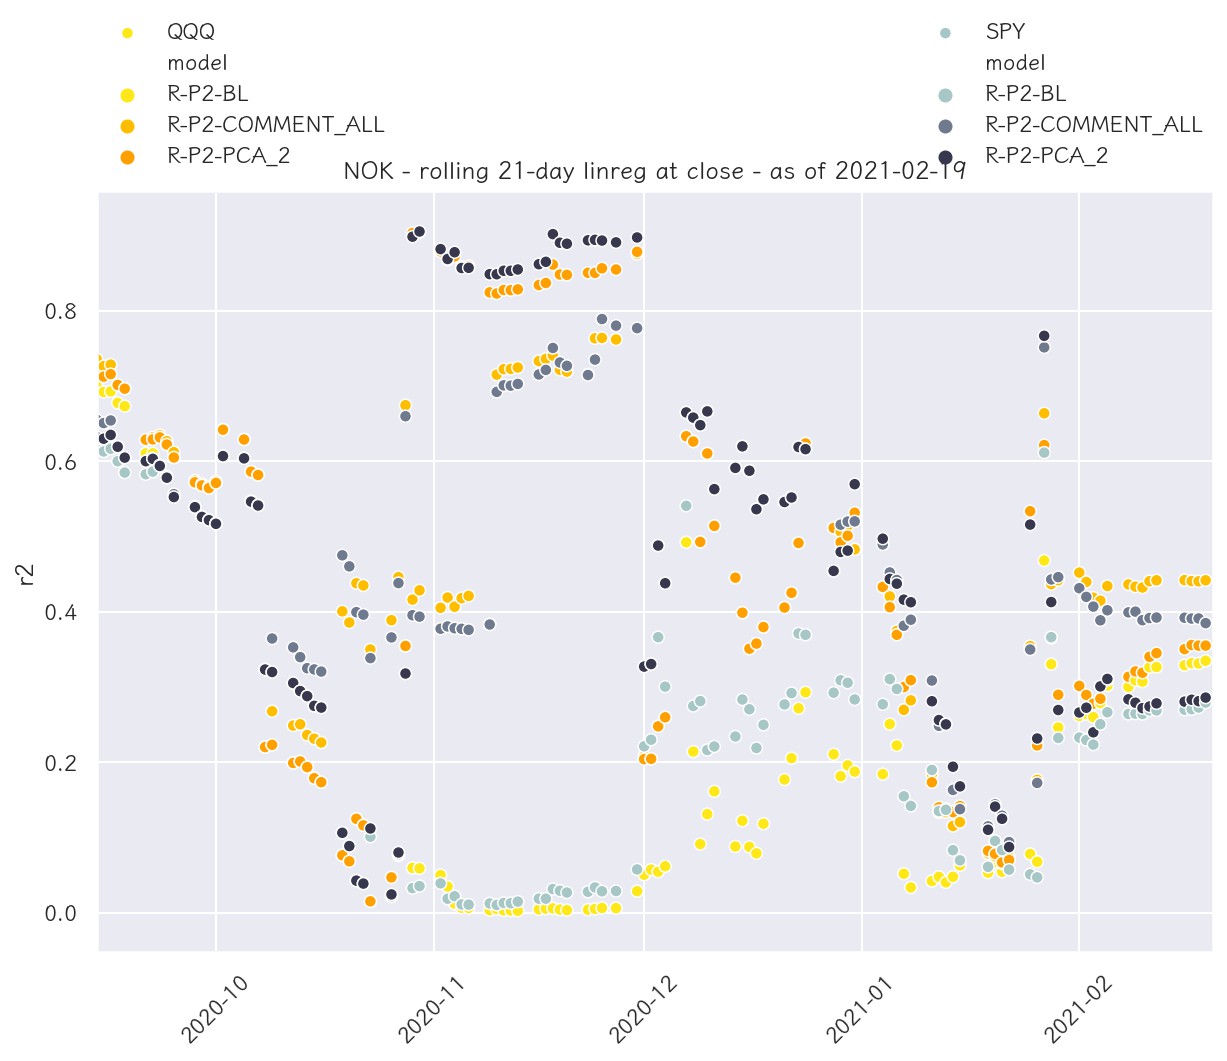 QQQ
model
R-P2-BL
R-P2-COMMENT_ALL
R-P2-PCA_2
SPY
model
R-P2-BL
R-P2-COMMENT_ALL
R-P2-PCA_2
NOK - rolling 21-day linreg at close - as of 2021-02-19
r2
0.8
0.6
0.4
0.2
0.0
2020-10
2020-11
2020-12
2021-01
2021-02